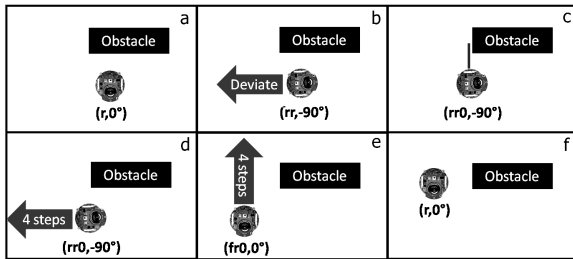 a
Obstacle
(r,0°)
b
Obstacle
Deviate
(rr,-90°)
c
Obstacle
(rr0,-90°)
d
Obstacle
4 steps
(rr0,-90°)
e
4 steps
Obstacle
(fr0,0°)
f
Obstacle
(r,0°)